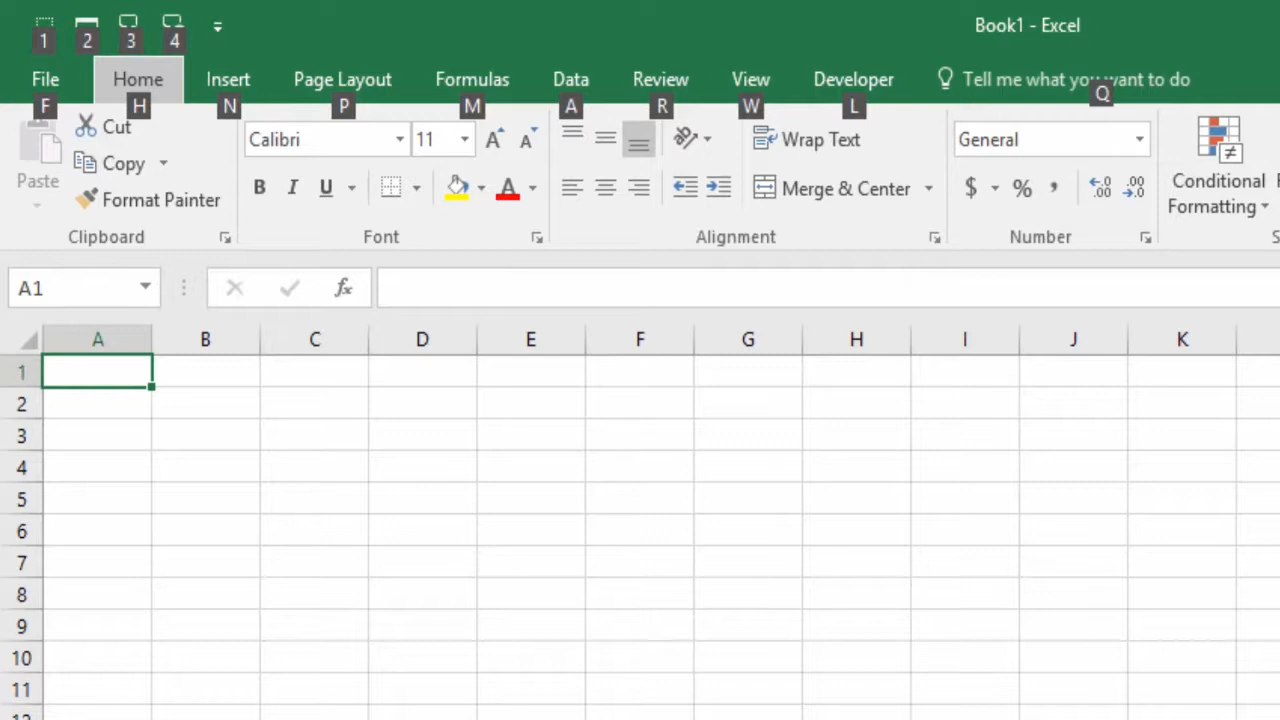 1 2 3 4 Book1 - Excel
File Home Insert Page Layout Formulas Data Review View Developer Tell me what you want to do
F H N P M A R W L Q
Cut
Calibri 11 Wrap Text General
Copy
Paste Format Painter B I U A Merge & Center $ % , Conditional
Formatting
Clipboard Font Alignment Number
A1 fx
A B C D E F G H I J K
1
2
3
4
5
6
7
8
9
10
11